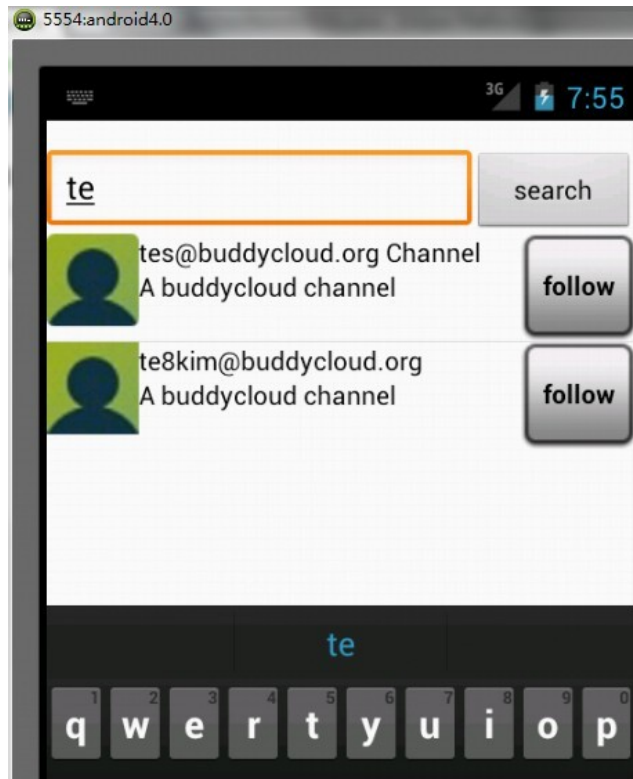 5554:android4.0
3G 7:55
te
search
tes@buddycloud.org Channel
A buddycloud channel
follow
te8kim@buddycloud.org
A buddycloud channel
follow
te
1 2 3 4 5 6 7 8 9 0
q w e r t y u i o p